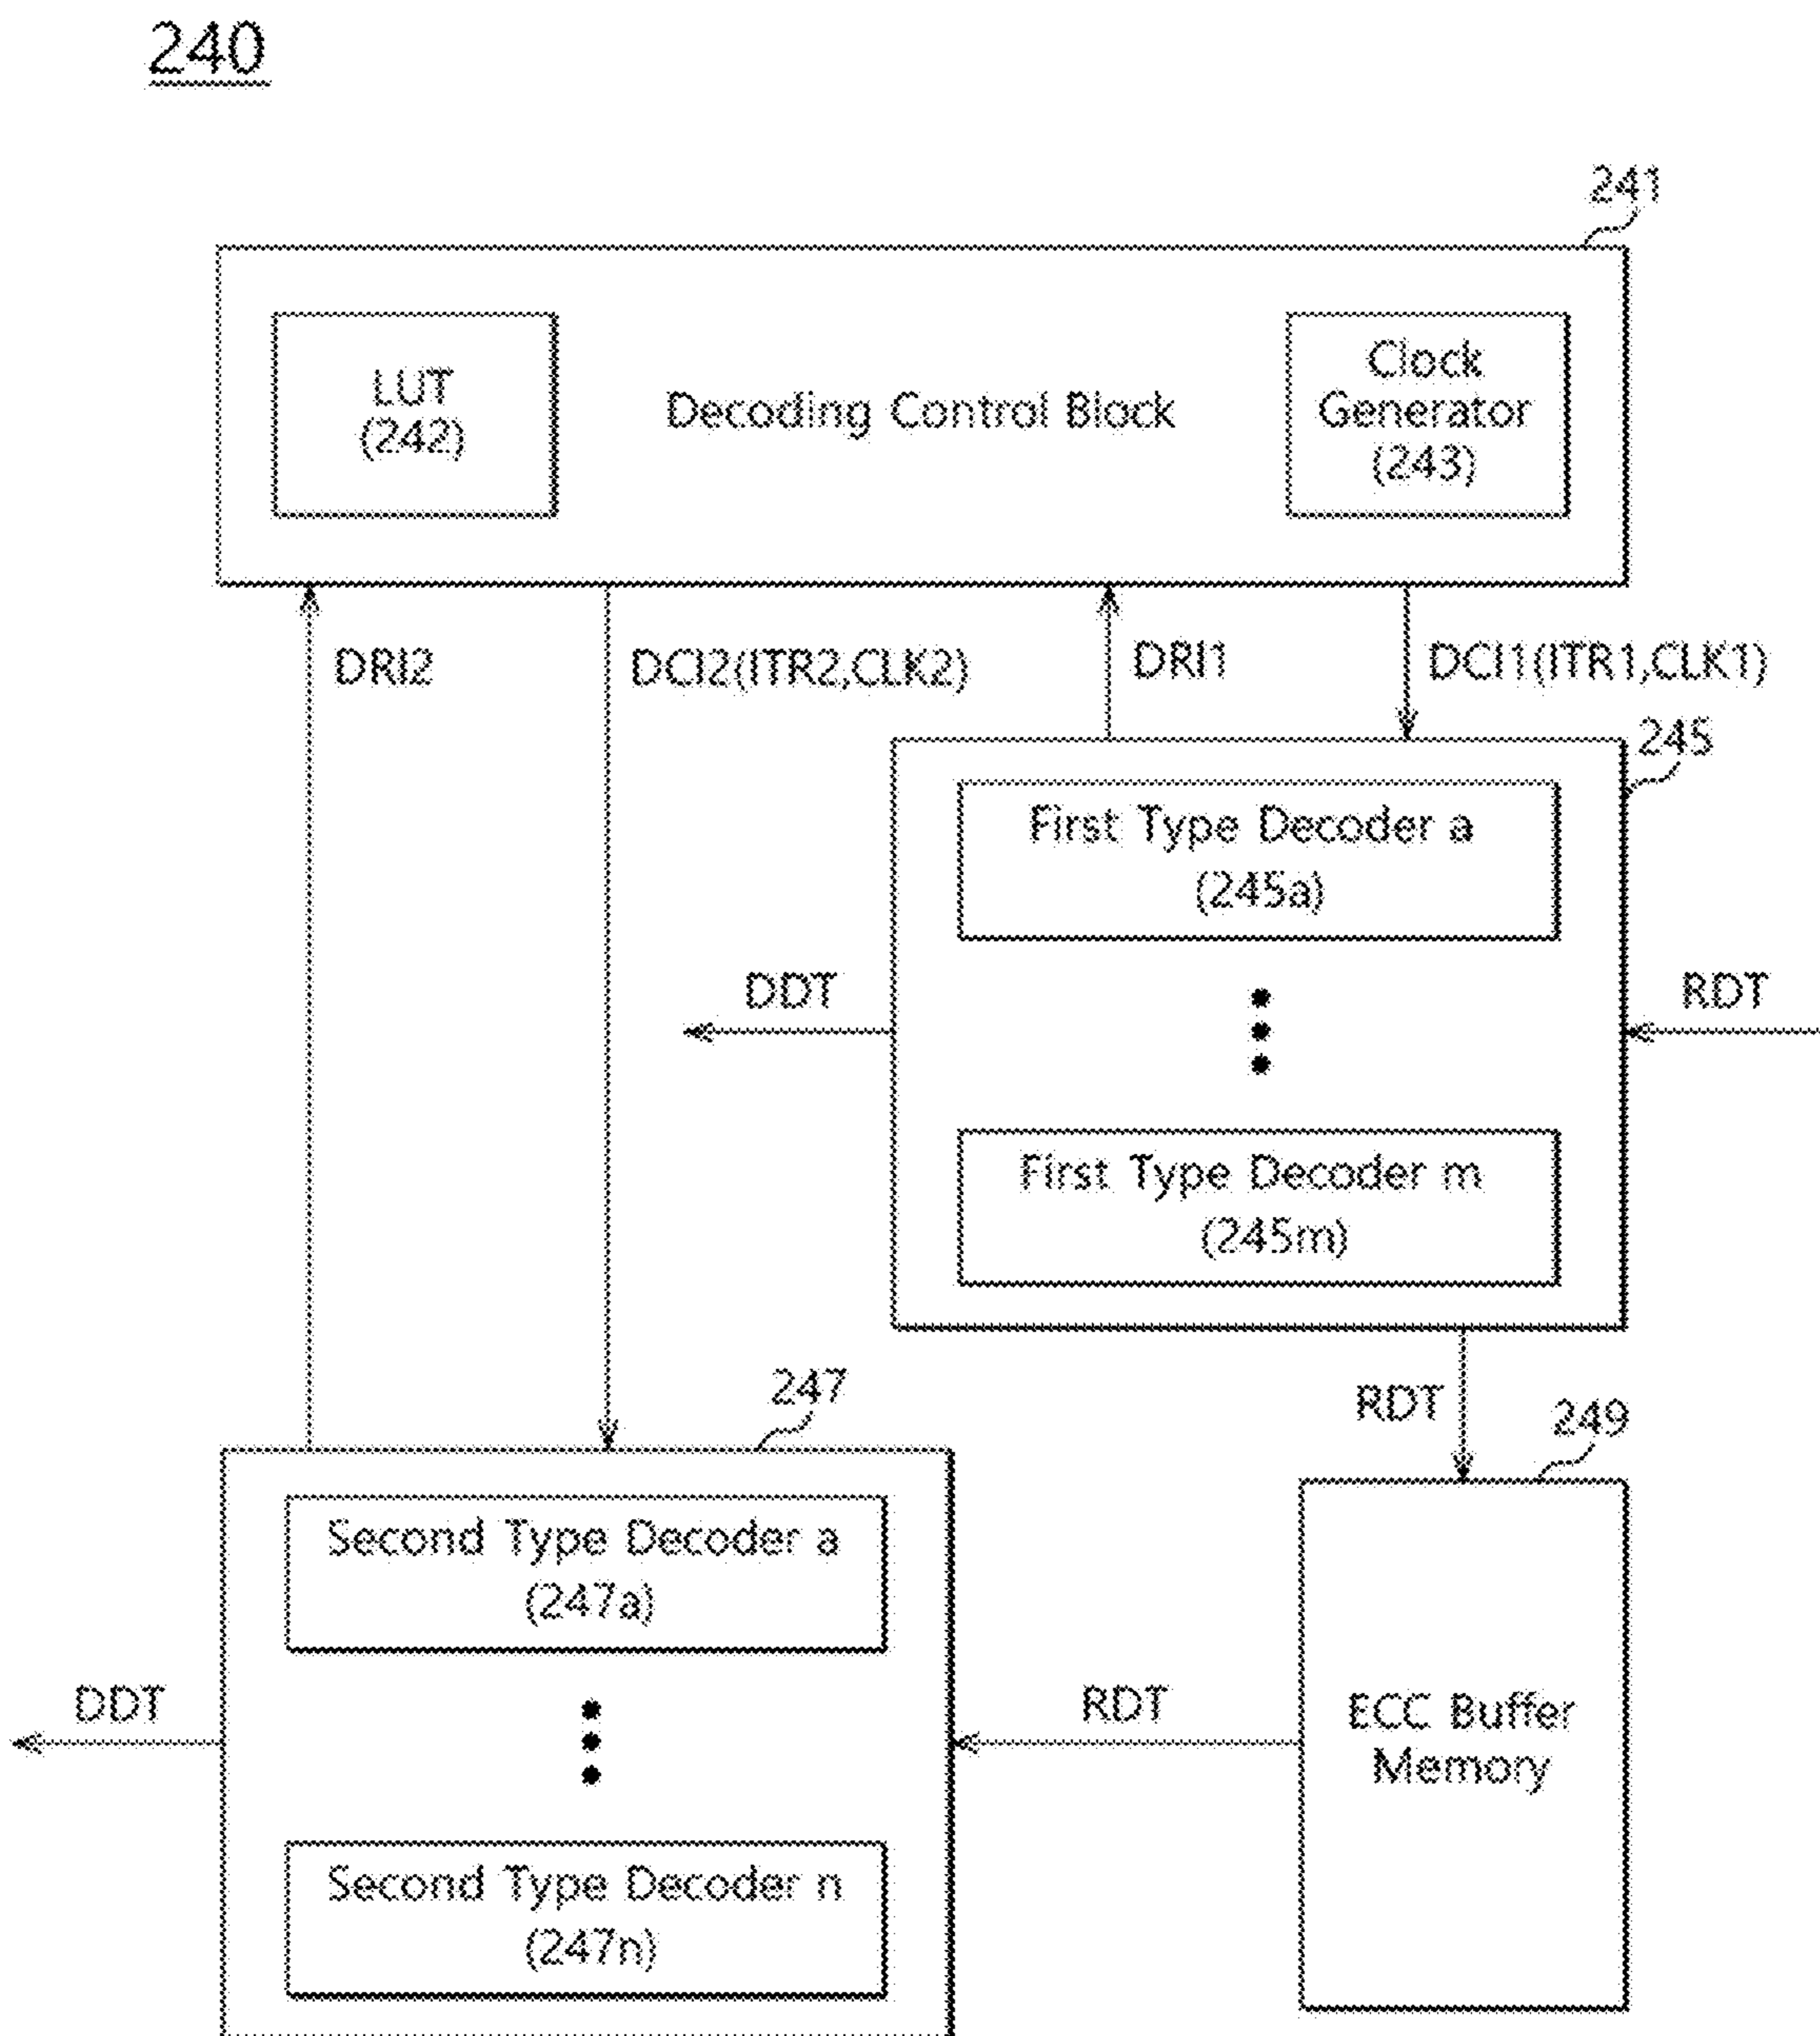 240
241
LUT
(242)
Decoding Control Block
Clock
Generator
(243)
DRI2
DCI2(ITR2,CLK2)
DRI1
DCI1(ITR1,CLK1)
245
First Type Decoder a
(245a)
DDT
RDT
First Type Decoder m
(245m)
247
RDT
249
Second Type Decoder a
(247a)
DDT
RDT
ECC Buffer
Memory
Second Type Decoder n
(247n)